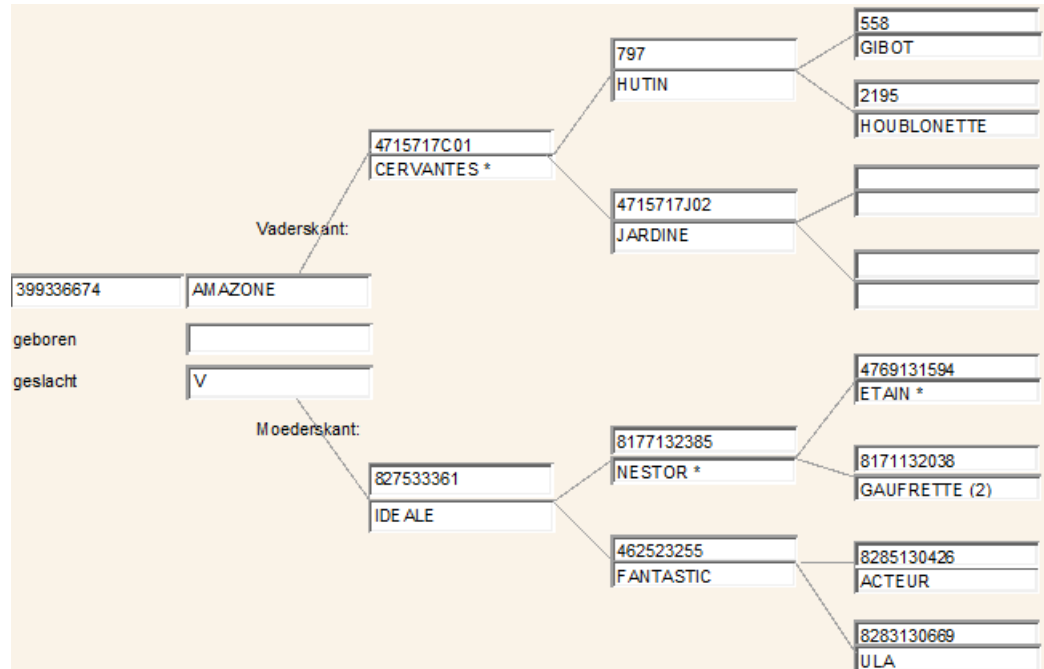 558
GIBOT
797
HUTIN
2195
HOUBLONETTE
4715717C01
CERVANTES *
4715717J02
JARDINE
Vaderskant:
399336674
AMAZONE
geboren
geslacht
V
4769131594
ETAIN *
Moederskant:
8177132385
NESTOR *
8171132038
GAUFRETTE (2)
827533361
IDEALE
462523255
FANTASTIC
8285130426
ACTEUR
8283130669
ULA